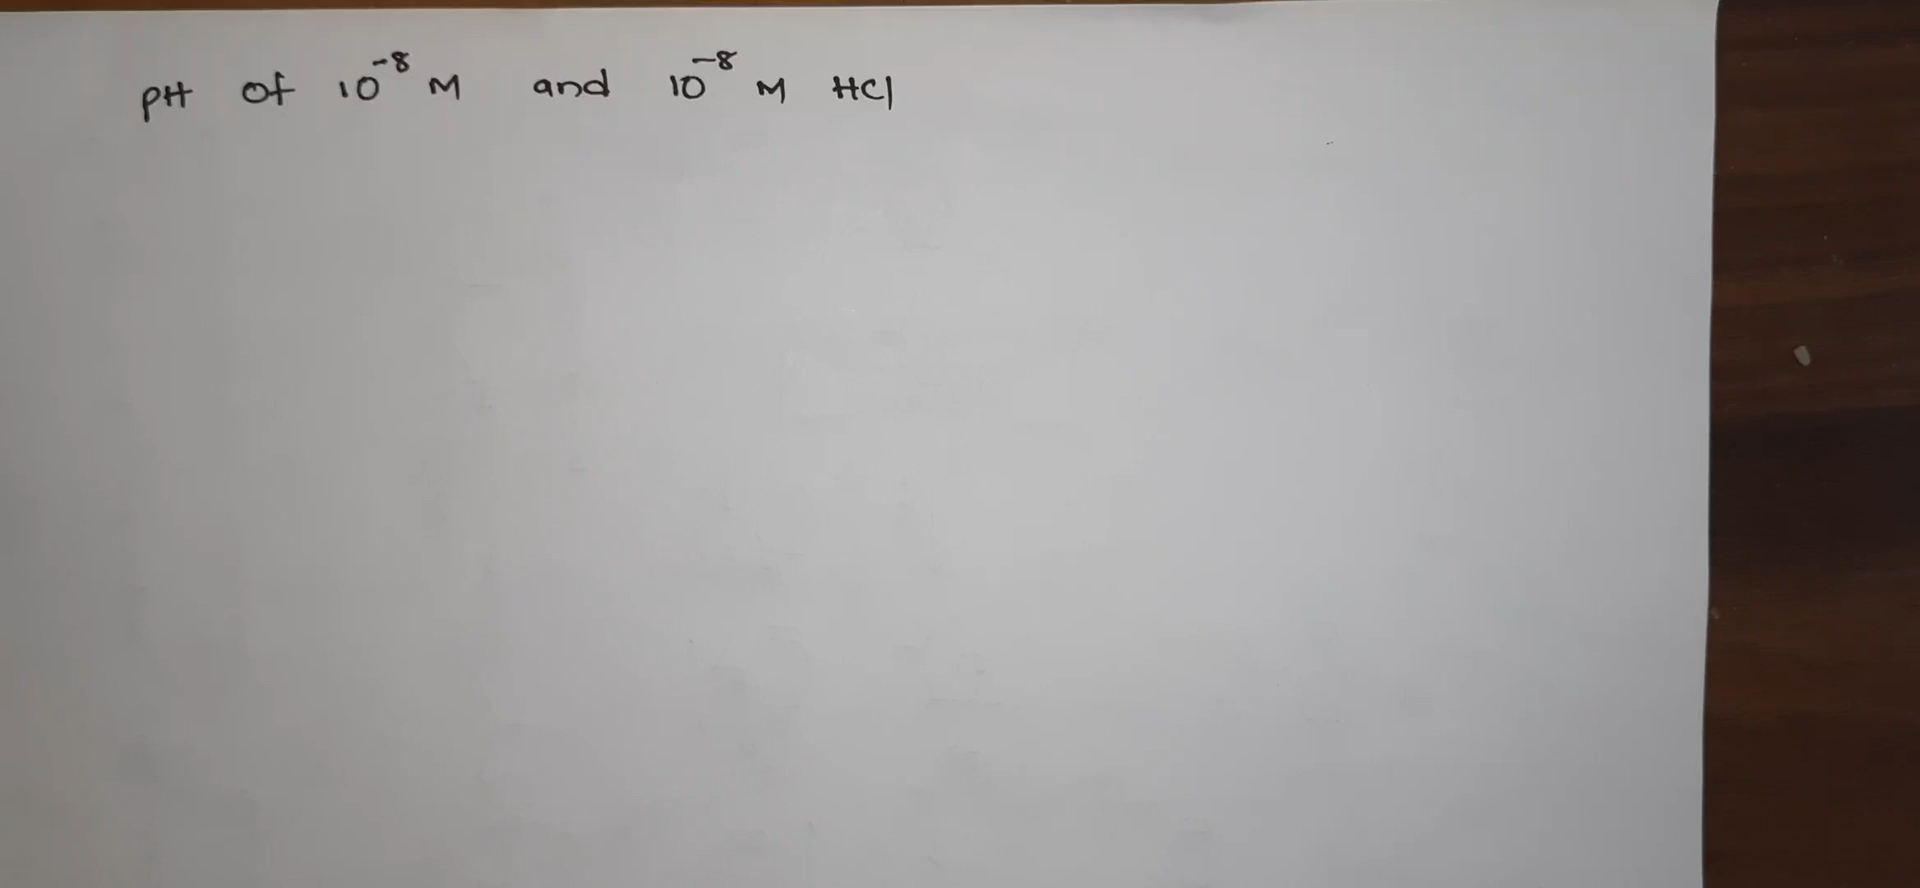 pH of 10⁻⁸ M and 10⁻⁸ M HCl